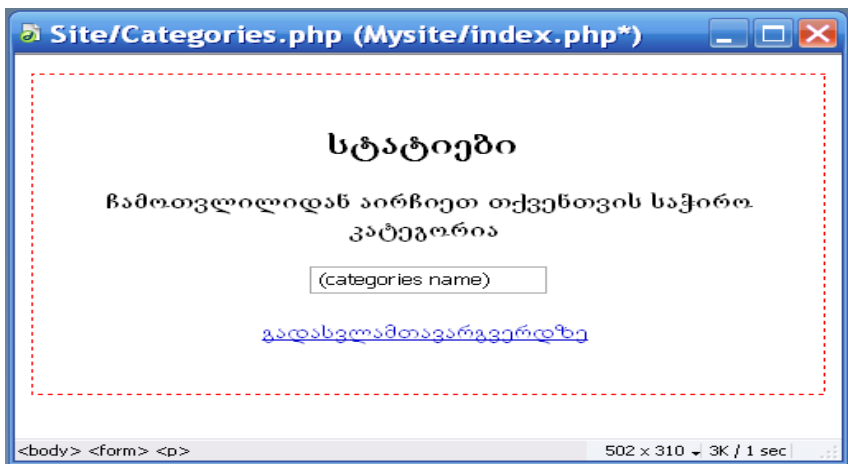 Site/Categories.php (Mysite/index.php*)
სტატიები
ჩამოთვლილიდან აირჩიეთ თქვენთვის საჭირო
კატეგორია
(categories name)
გადასვლამთავარგვერდზე
<body> <form> <p>
502 x 310 3K / 1 sec